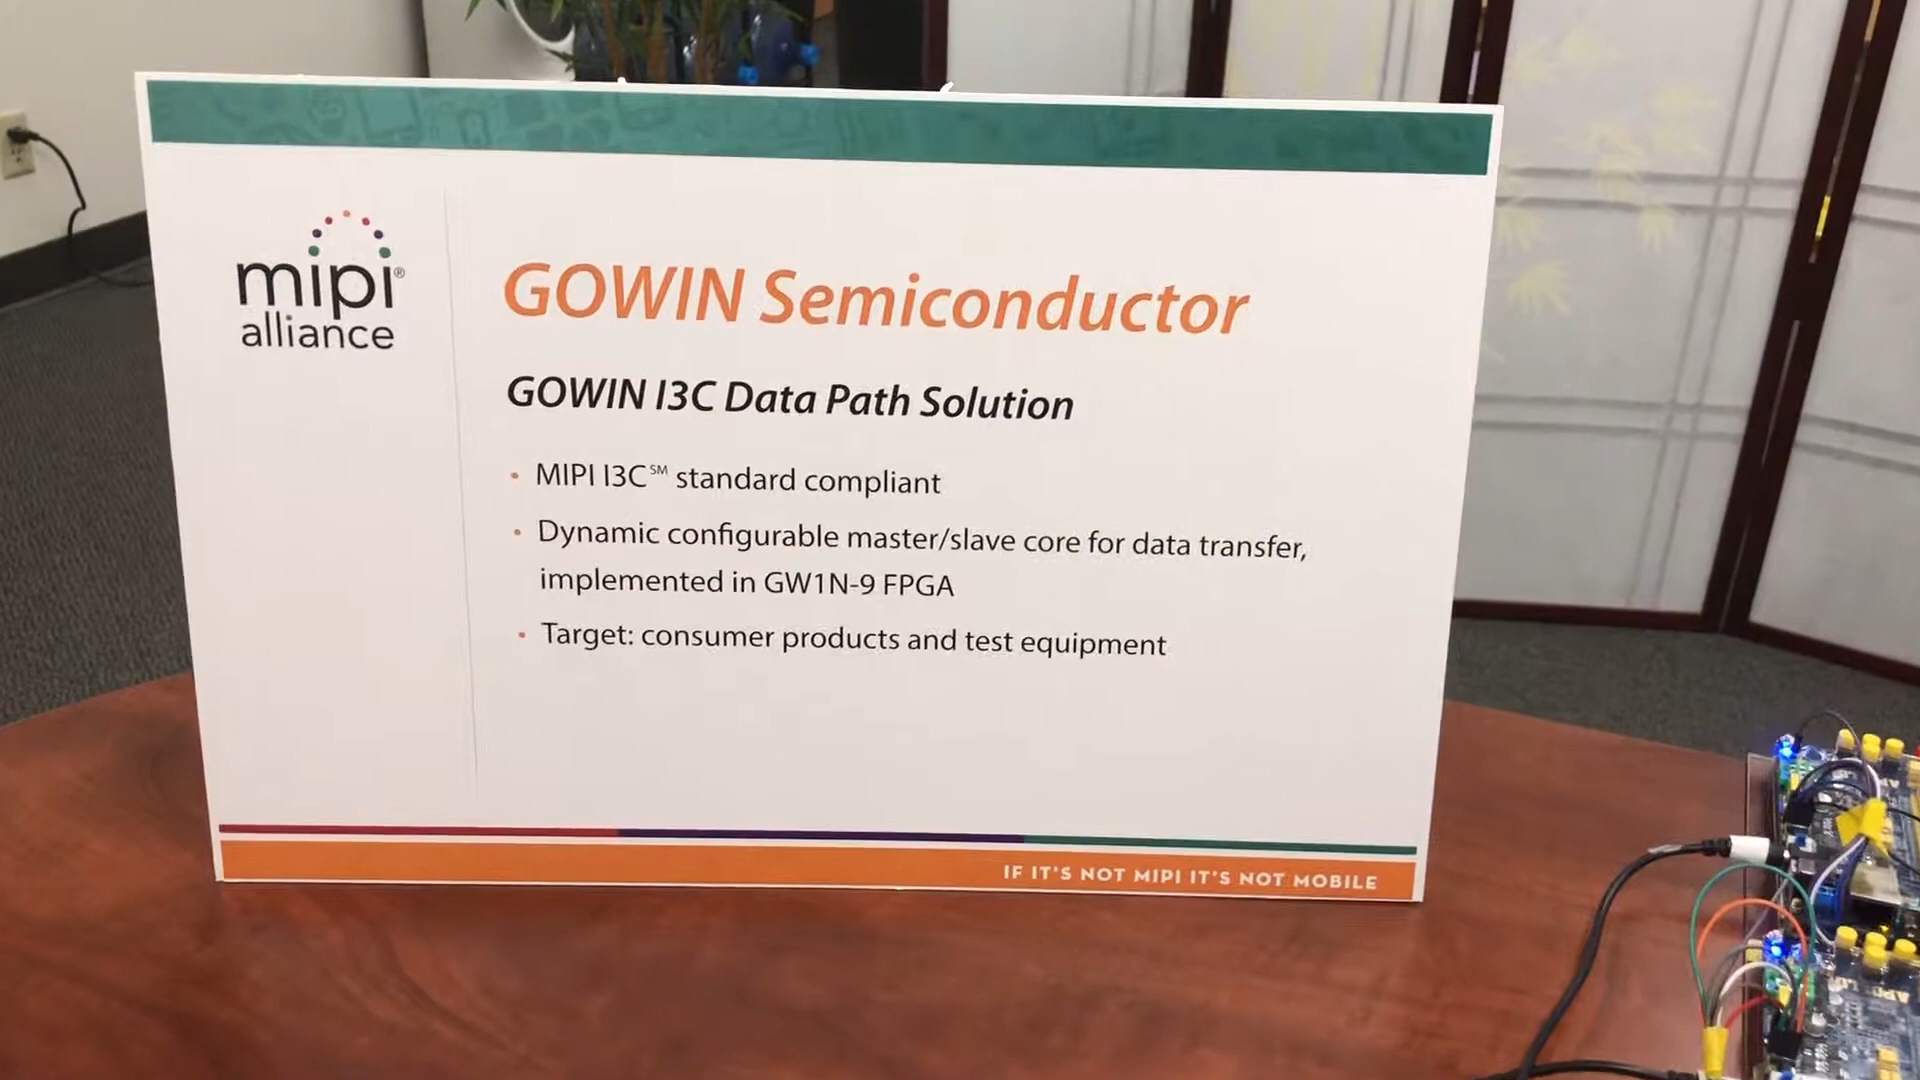 mipi®
alliance
GOWIN Semiconductor
GOWIN I3C Data Path Solution
• MIPI I3C℠ standard compliant
• Dynamic configurable master/slave core for data transfer,
implemented in GW1N-9 FPGA
• Target: consumer products and test equipment
IF IT'S NOT MIPI IT'S NOT MOBILE